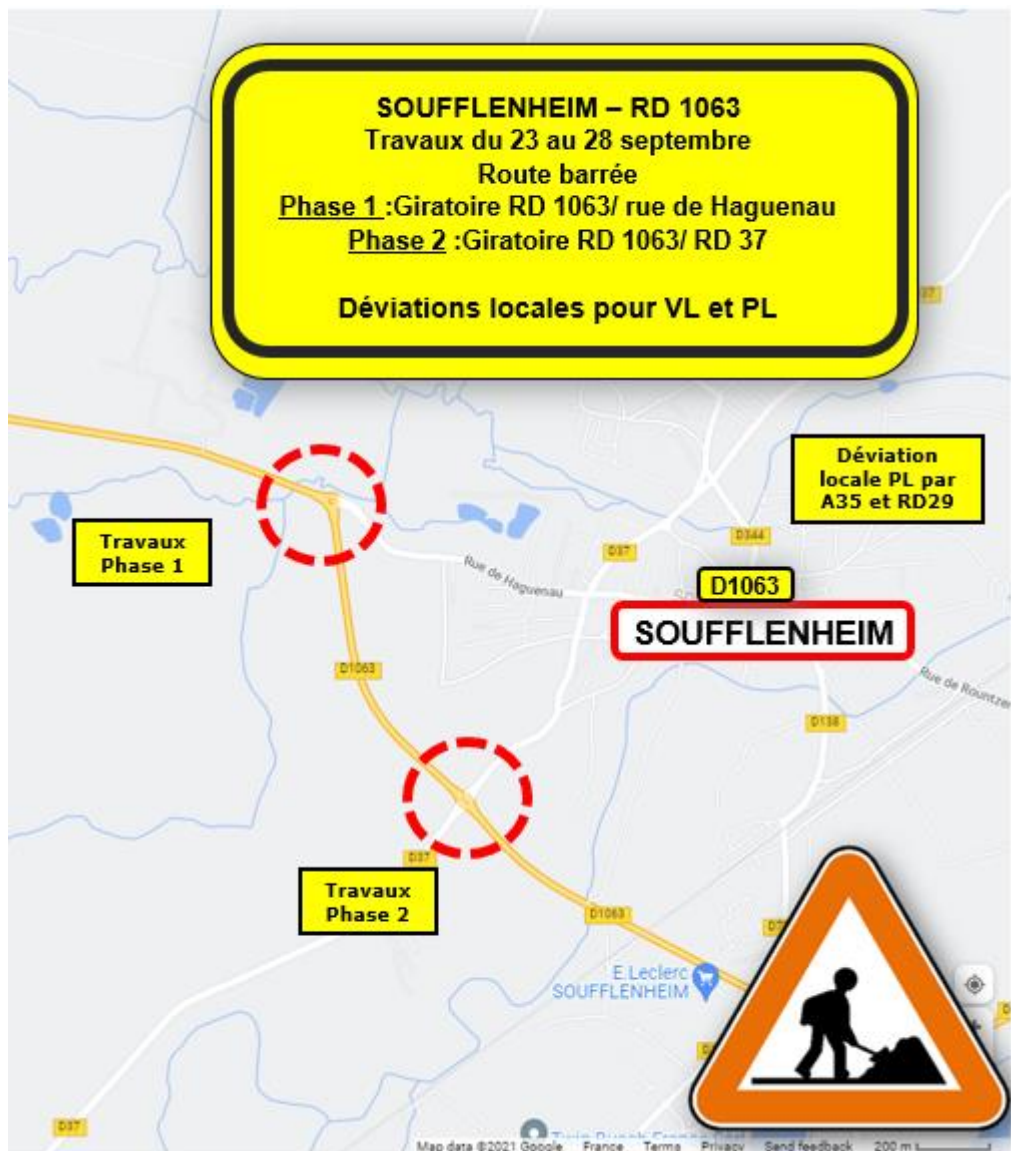 SOUFFLENHEIM – RD 1063
Travaux du 23 au 28 septembre
Route barrée
Phase 1 :Giratoire RD 1063/ rue de Haguenau
Phase 2 :Giratoire RD 1063/ RD 37
Déviations locales pour VL et PL
Déviation
locale PL par
A35 et RD29
Travaux
Phase 1
D37
D344
Rue de Haguenau
D1063
SOUFFLENHEIM
Rue de Rountzen
D1063
D138
D37
Travaux
Phase 2
D1063
E.Leclerc
SOUFFLENHEIM
D37
Map data ©2021 Google France Terms Privacy Send feedback 200 m